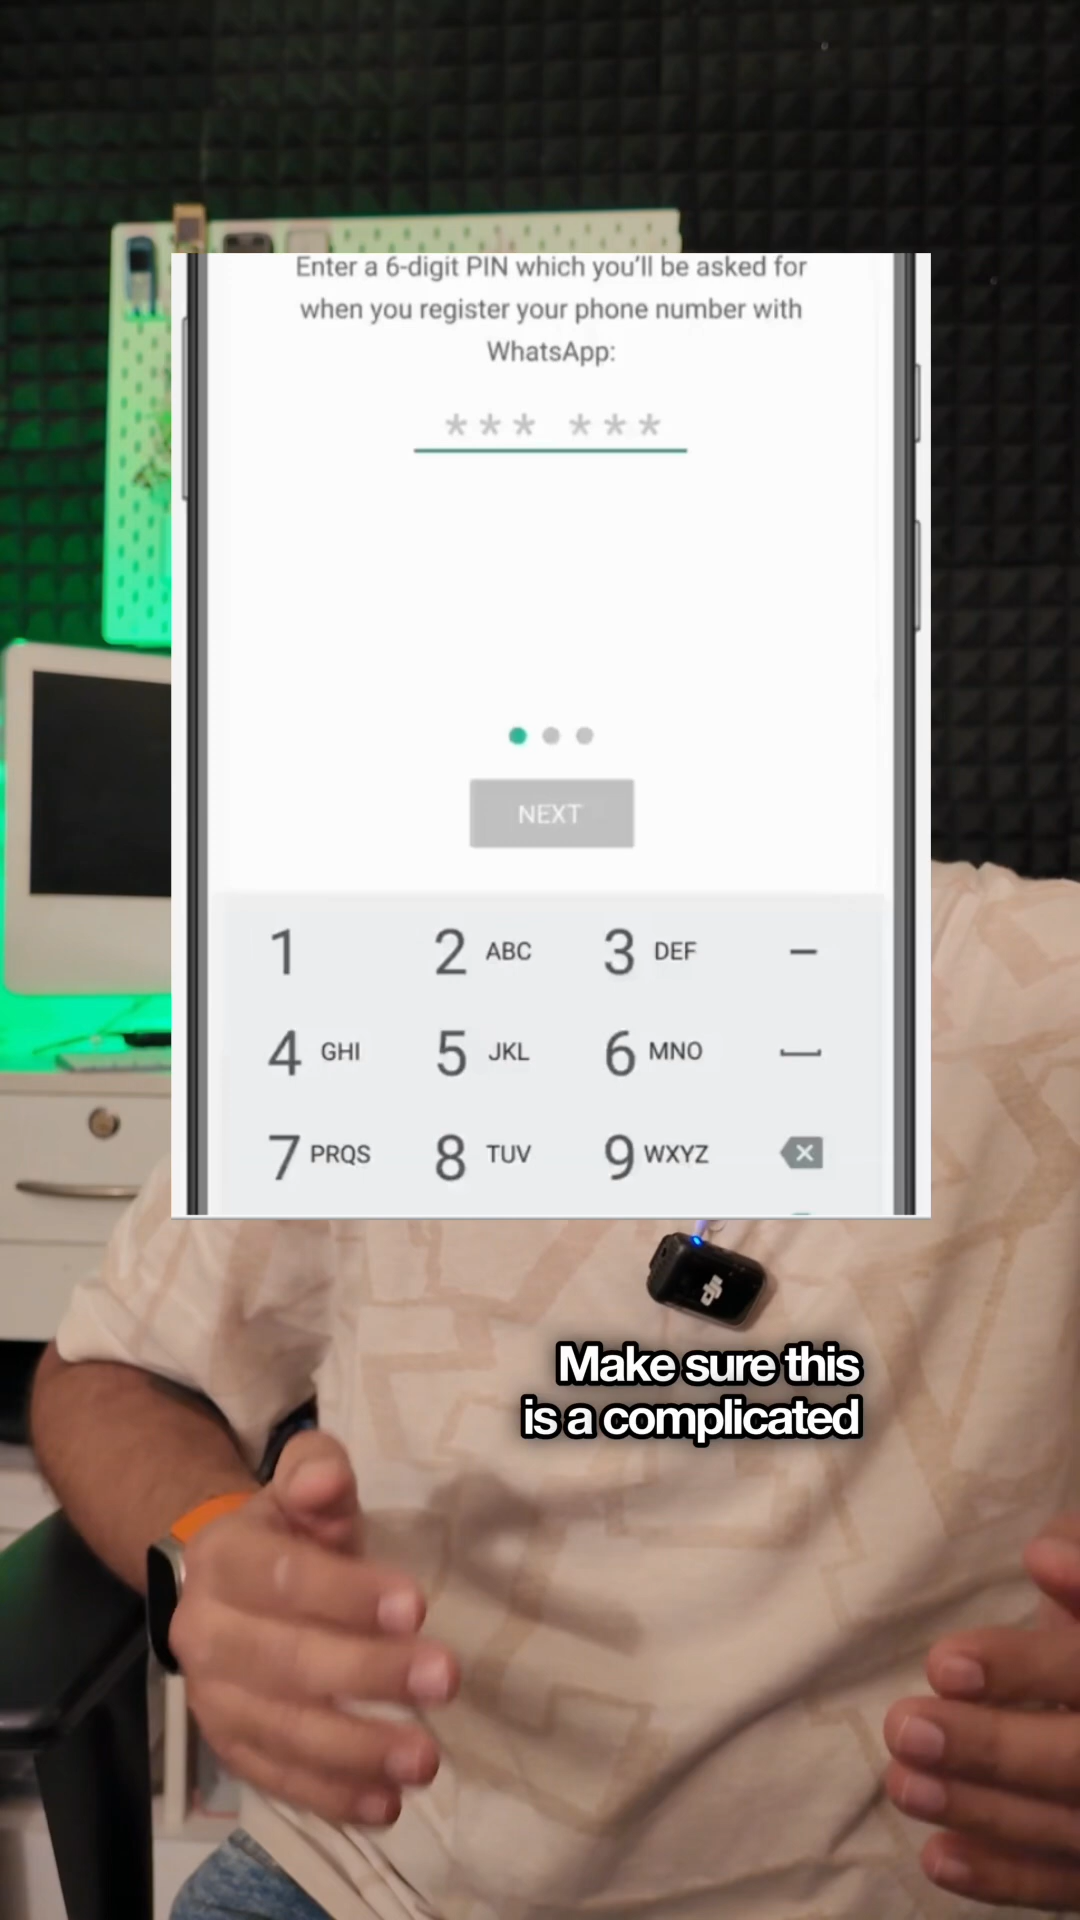 Enter a 6-digit PIN which you’ll be asked for
when you register your phone number with
WhatsApp:
*** ***
NEXT
1
2 ABC
3 DEF
–
4 GHI
5 JKL
6 MNO
7 PRQS
8 TUV
9 WXYZ
dji
Make sure this
is a complicated